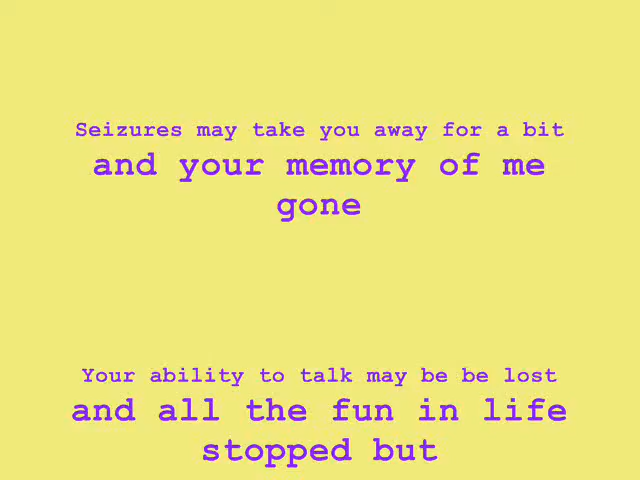 Seizures may take you away for a bit
and your memory of me
gone
Your ability to talk may be be lost
and all the fun in life
stopped but